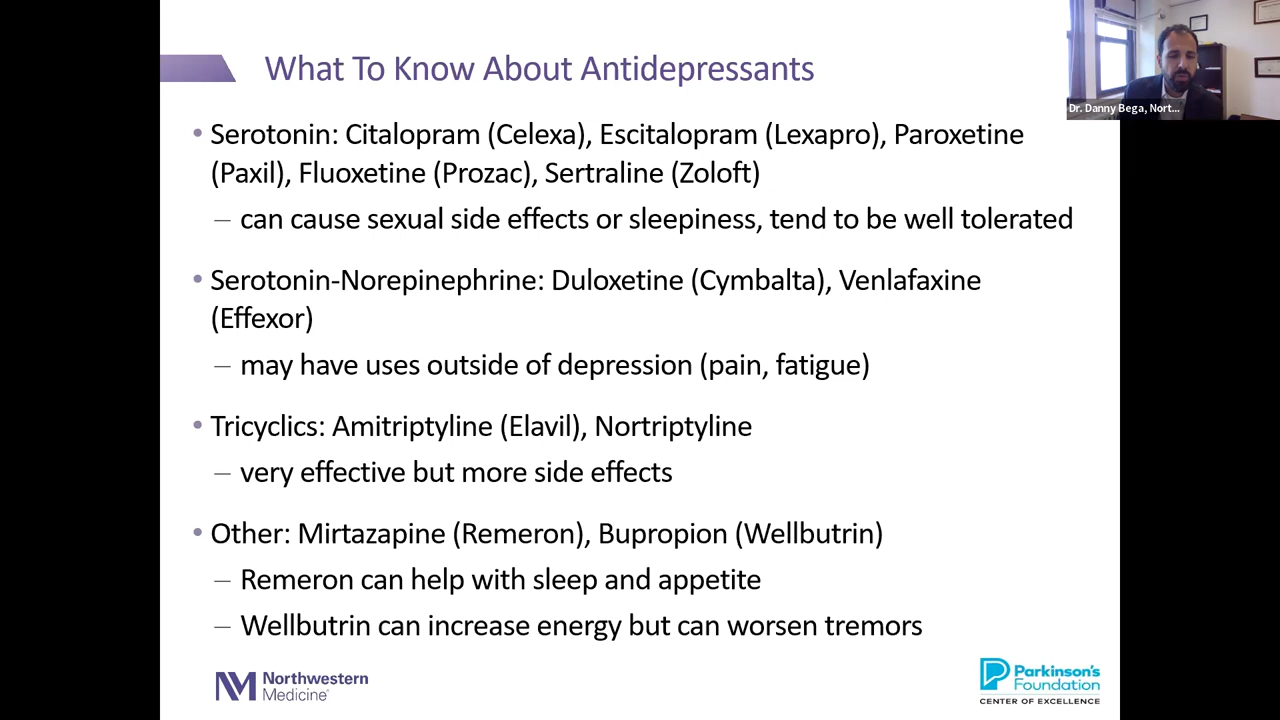 What To Know About Antidepressants
Dr. Danny Bega, Nort...
• Serotonin: Citalopram (Celexa), Escitalopram (Lexapro), Paroxetine
(Paxil), Fluoxetine (Prozac), Sertraline (Zoloft)
– can cause sexual side effects or sleepiness, tend to be well tolerated
• Serotonin-Norepinephrine: Duloxetine (Cymbalta), Venlafaxine
(Effexor)
– may have uses outside of depression (pain, fatigue)
• Tricyclics: Amitriptyline (Elavil), Nortriptyline
– very effective but more side effects
• Other: Mirtazapine (Remeron), Bupropion (Wellbutrin)
– Remeron can help with sleep and appetite
– Wellbutrin can increase energy but can worsen tremors
NM Northwestern
Medicine®
Parkinson's
Foundation
CENTER OF EXCELLENCE